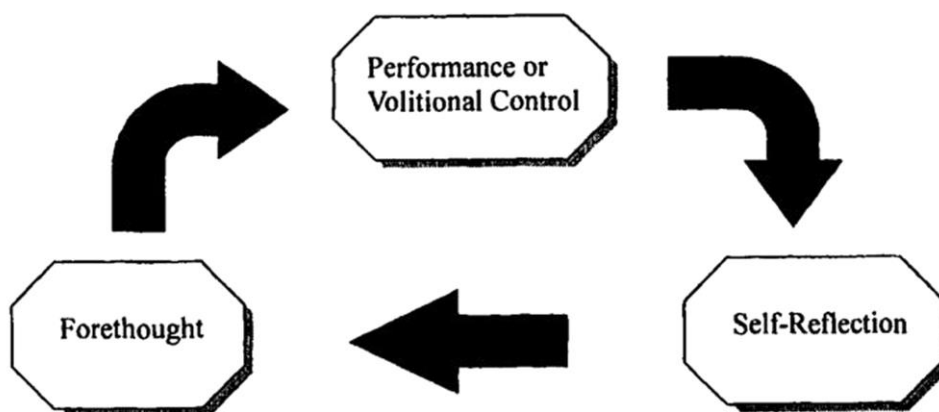 Performance or
Volitional Control
Forethought
Self-Reflection